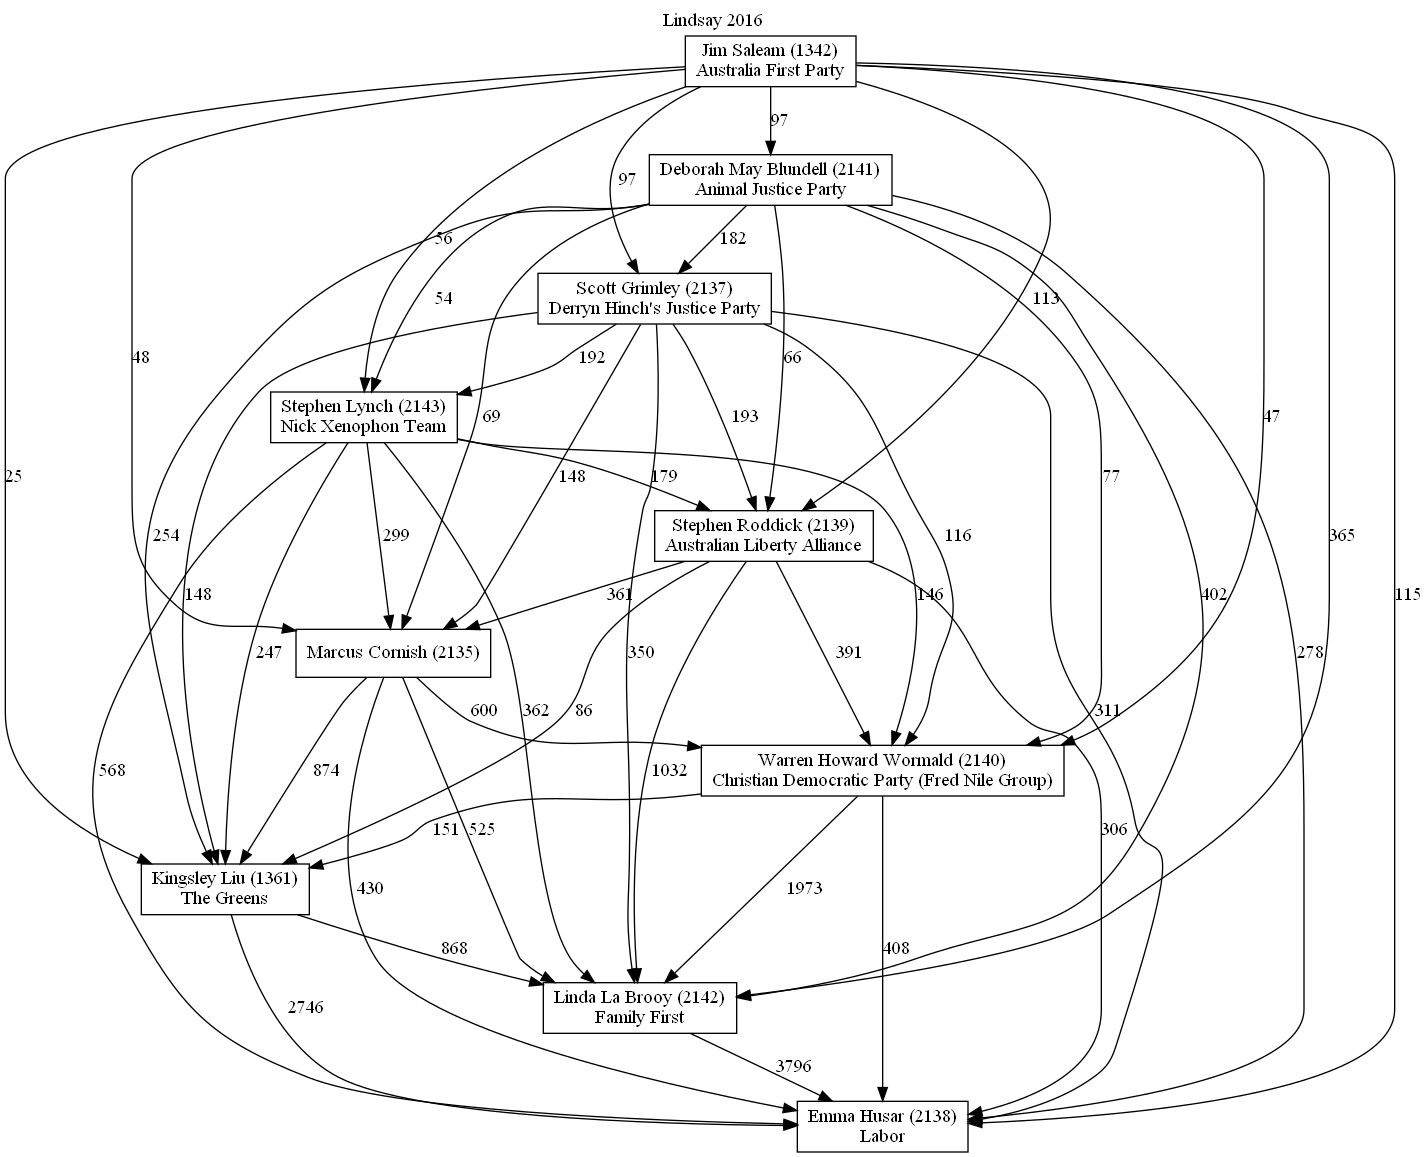 Lindsay 2016
Jim Saleam (1342)
Australia First Party
97
Deborah May Blundell (2141)
Animal Justice Party
97
56
182
Scott Grimley (2137)
Derryn Hinch's Justice Party
54
113
48
192
66
Stephen Lynch (2143)
Nick Xenophon Team
69
193
47
25
148
179
77
254
299
Stephen Roddick (2139)
Australian Liberty Alliance
116
365
148
361
146
402
115
247
Marcus Cornish (2135)
350
391
278
600
362
86
311
568
874
1032
Warren Howard Wormald (2140)
Christian Democratic Party (Fred Nile Group)
151
525
306
Kingsley Liu (1361)
The Greens
430
1973
868
408
Linda La Brooy (2142)
Family First
2746
3796
Emma Husar (2138)
Labor